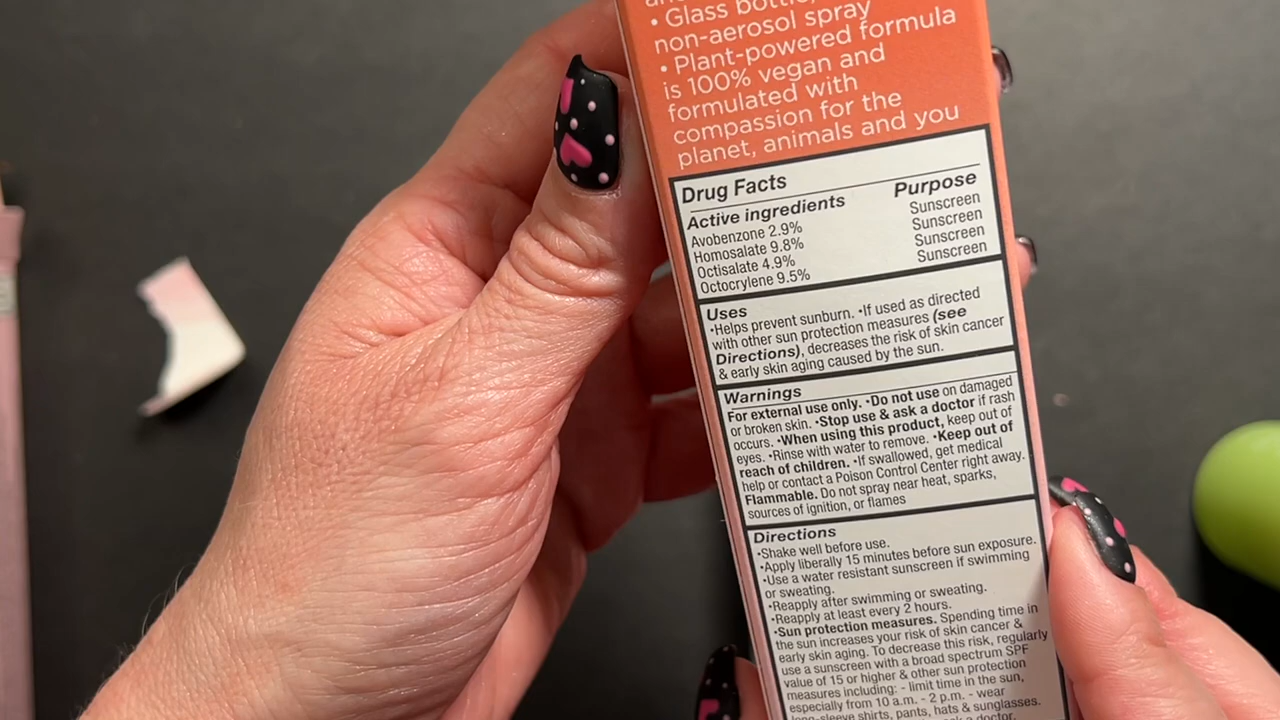 • Glass bottle,
non-aerosol spray
• Plant-powered formula
is 100% vegan and
formulated with
compassion for the
planet, animals and you
Drug Facts
Active ingredients Purpose
Avobenzone 2.9% Sunscreen
Homosalate 9.8% Sunscreen
Octisalate 4.9% Sunscreen
Octocrylene 9.5% Sunscreen
Uses
•Helps prevent sunburn. •If used as directed
with other sun protection measures (see
Directions), decreases the risk of skin cancer
& early skin aging caused by the sun.
Warnings
For external use only. •Do not use on damaged
or broken skin. •Stop use & ask a doctor if rash
occurs. •When using this product, keep out of
eyes. •Rinse with water to remove. •Keep out of
reach of children. •If swallowed, get medical
help or contact a Poison Control Center right away.
Flammable. Do not spray near heat, sparks,
sources of ignition, or flames
Directions
•Shake well before use.
•Apply liberally 15 minutes before sun exposure.
•Use a water resistant sunscreen if swimming
or sweating.
•Reapply after swimming or sweating.
•Reapply at least every 2 hours.
•Sun protection measures. Spending time in
the sun increases your risk of skin cancer &
early skin aging. To decrease this risk, regularly
use a sunscreen with a broad spectrum SPF
value of 15 or higher & other sun protection
measures including: - limit time in the sun,
especially from 10 a.m. - 2 p.m. - wear
long-sleeve shirts, pants, hats & sunglasses.
ask a doctor.